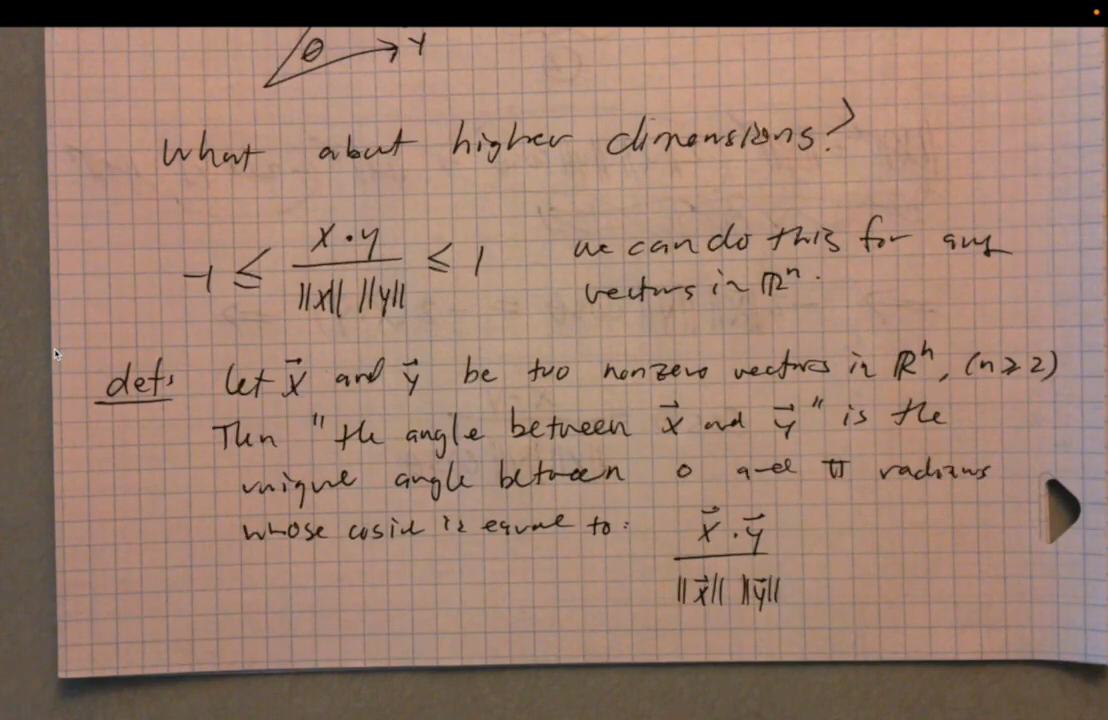 θ y
What about higher dimensions?
-1 ≤ x·y / ||x|| ||y|| ≤ 1 we can do this for any
vectors in ℝⁿ.
def: Let x⃗ and y⃗ be two nonzero vectors in ℝⁿ, (n≥2)
Then "the angle between x⃗ and y⃗" is the
unique angle between 0 and π radians
whose cosine is equal to:
x⃗·y⃗ / ||x⃗|| ||y⃗||